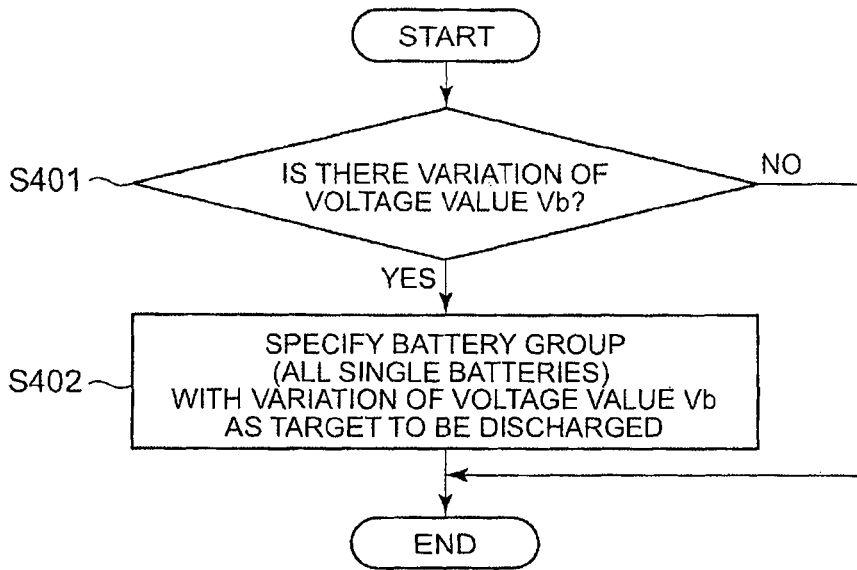 START
S401
IS THERE VARIATION OF
VOLTAGE VALUE Vb?
NO
YES
S402
SPECIFY BATTERY GROUP
(ALL SINGLE BATTERIES)
WITH VARIATION OF VOLTAGE VALUE Vb
AS TARGET TO BE DISCHARGED
END